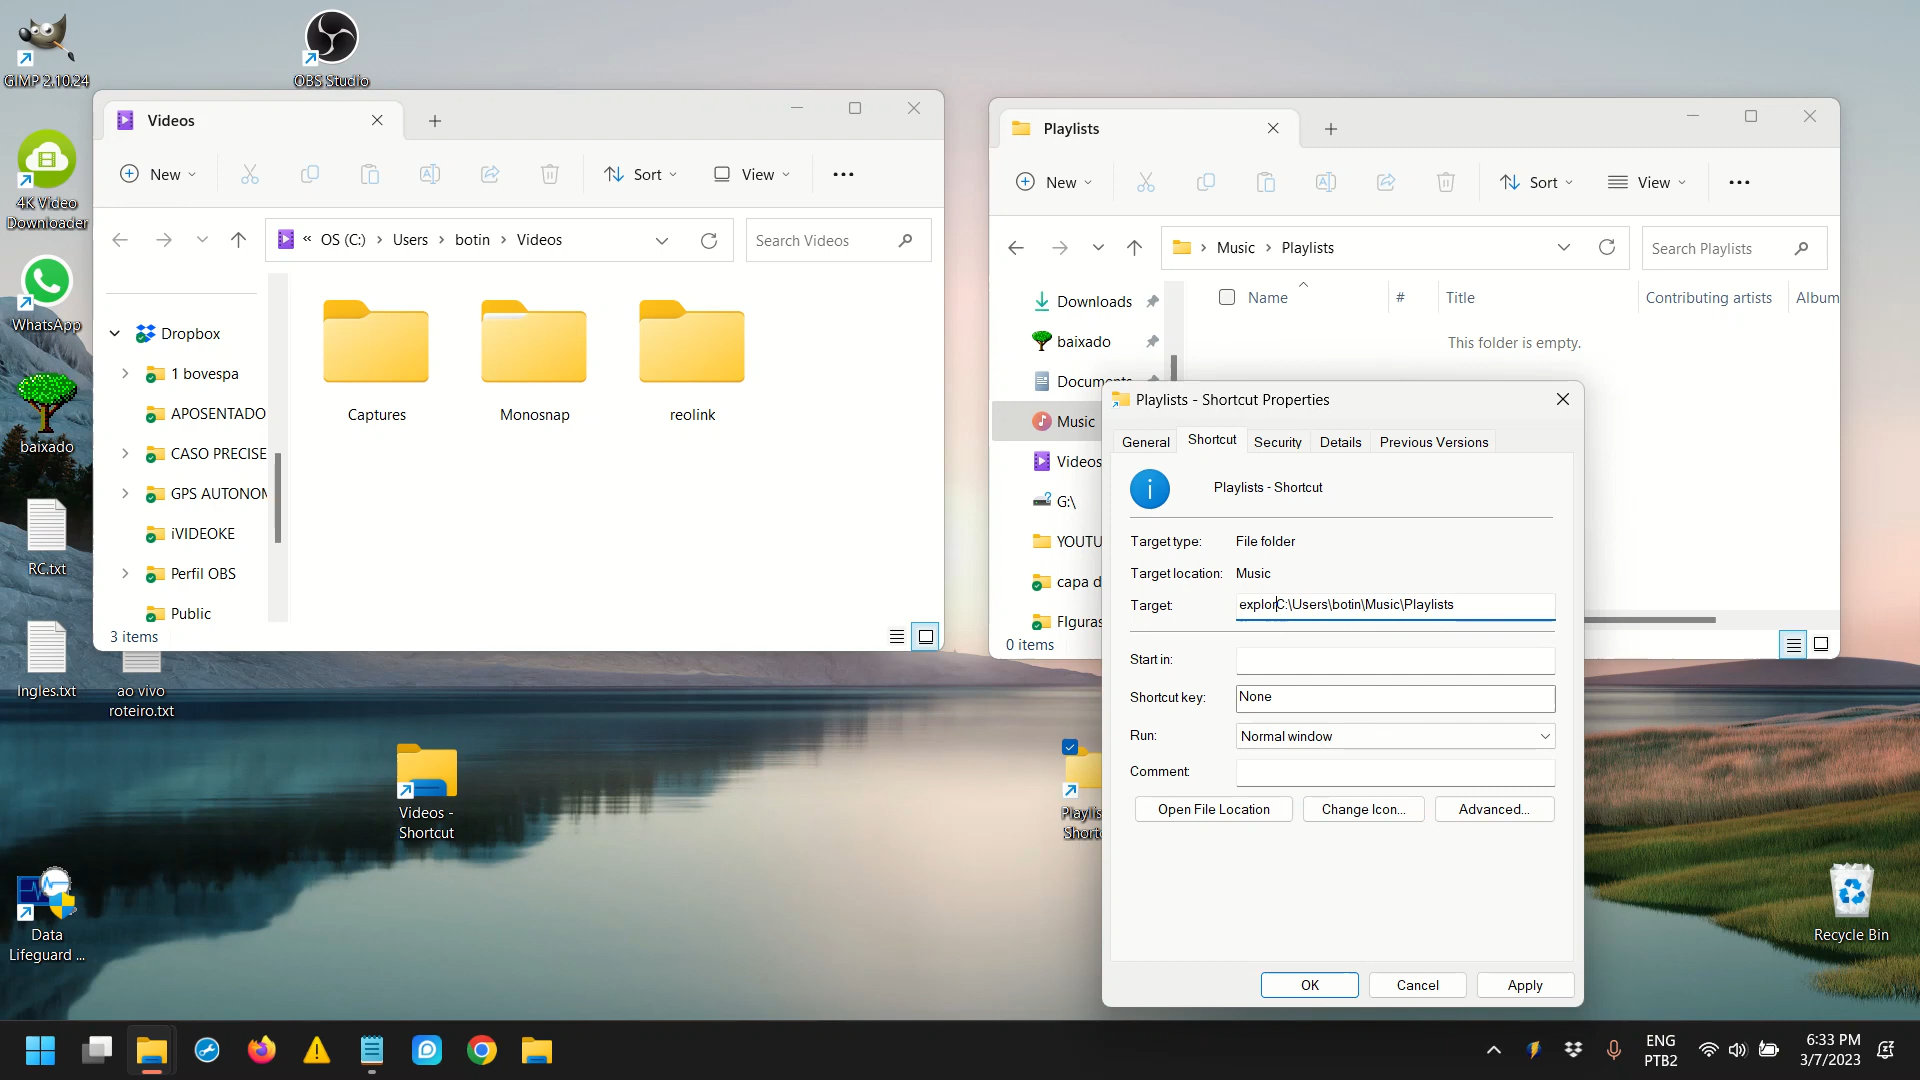 GIMP 2.10.24
OBS Studio
4K Video
Downloader
WhatsApp
baixado
RC.txt
Ingles.txt
ao vivo
roteiro.txt
Data
Lifeguard ...
Videos -
Shortcut
Recycle Bin
Videos
New
Sort
View
« OS (C:) > Users > botin > Videos
Search Videos
Dropbox
1 bovespa
APOSENTADO
CASO PRECISE
GPS AUTONOM
iVIDEOKE
Perfil OBS
Public
Captures
Monosnap
reolink
3 items
Playlists
New
Sort
View
Music > Playlists
Search Playlists
Name
#
Title
Contributing artists
Album
This folder is empty.
Downloads
baixado
Documents
Music
Videos
G:\
YOUTU
capa d
FIguras
0 items
Playlists - Shortcut Properties
General
Shortcut
Security
Details
Previous Versions
Playlists - Shortcut
Target type: File folder
Target location: Music
Target: explorC:\Users\botin\Music\Playlists
Start in:
Shortcut key: None
Run: Normal window
Comment:
Open File Location
Change Icon...
Advanced...
OK
Cancel
Apply
Playlis
Shortc
ENG
PTB2
6:33 PM
3/7/2023